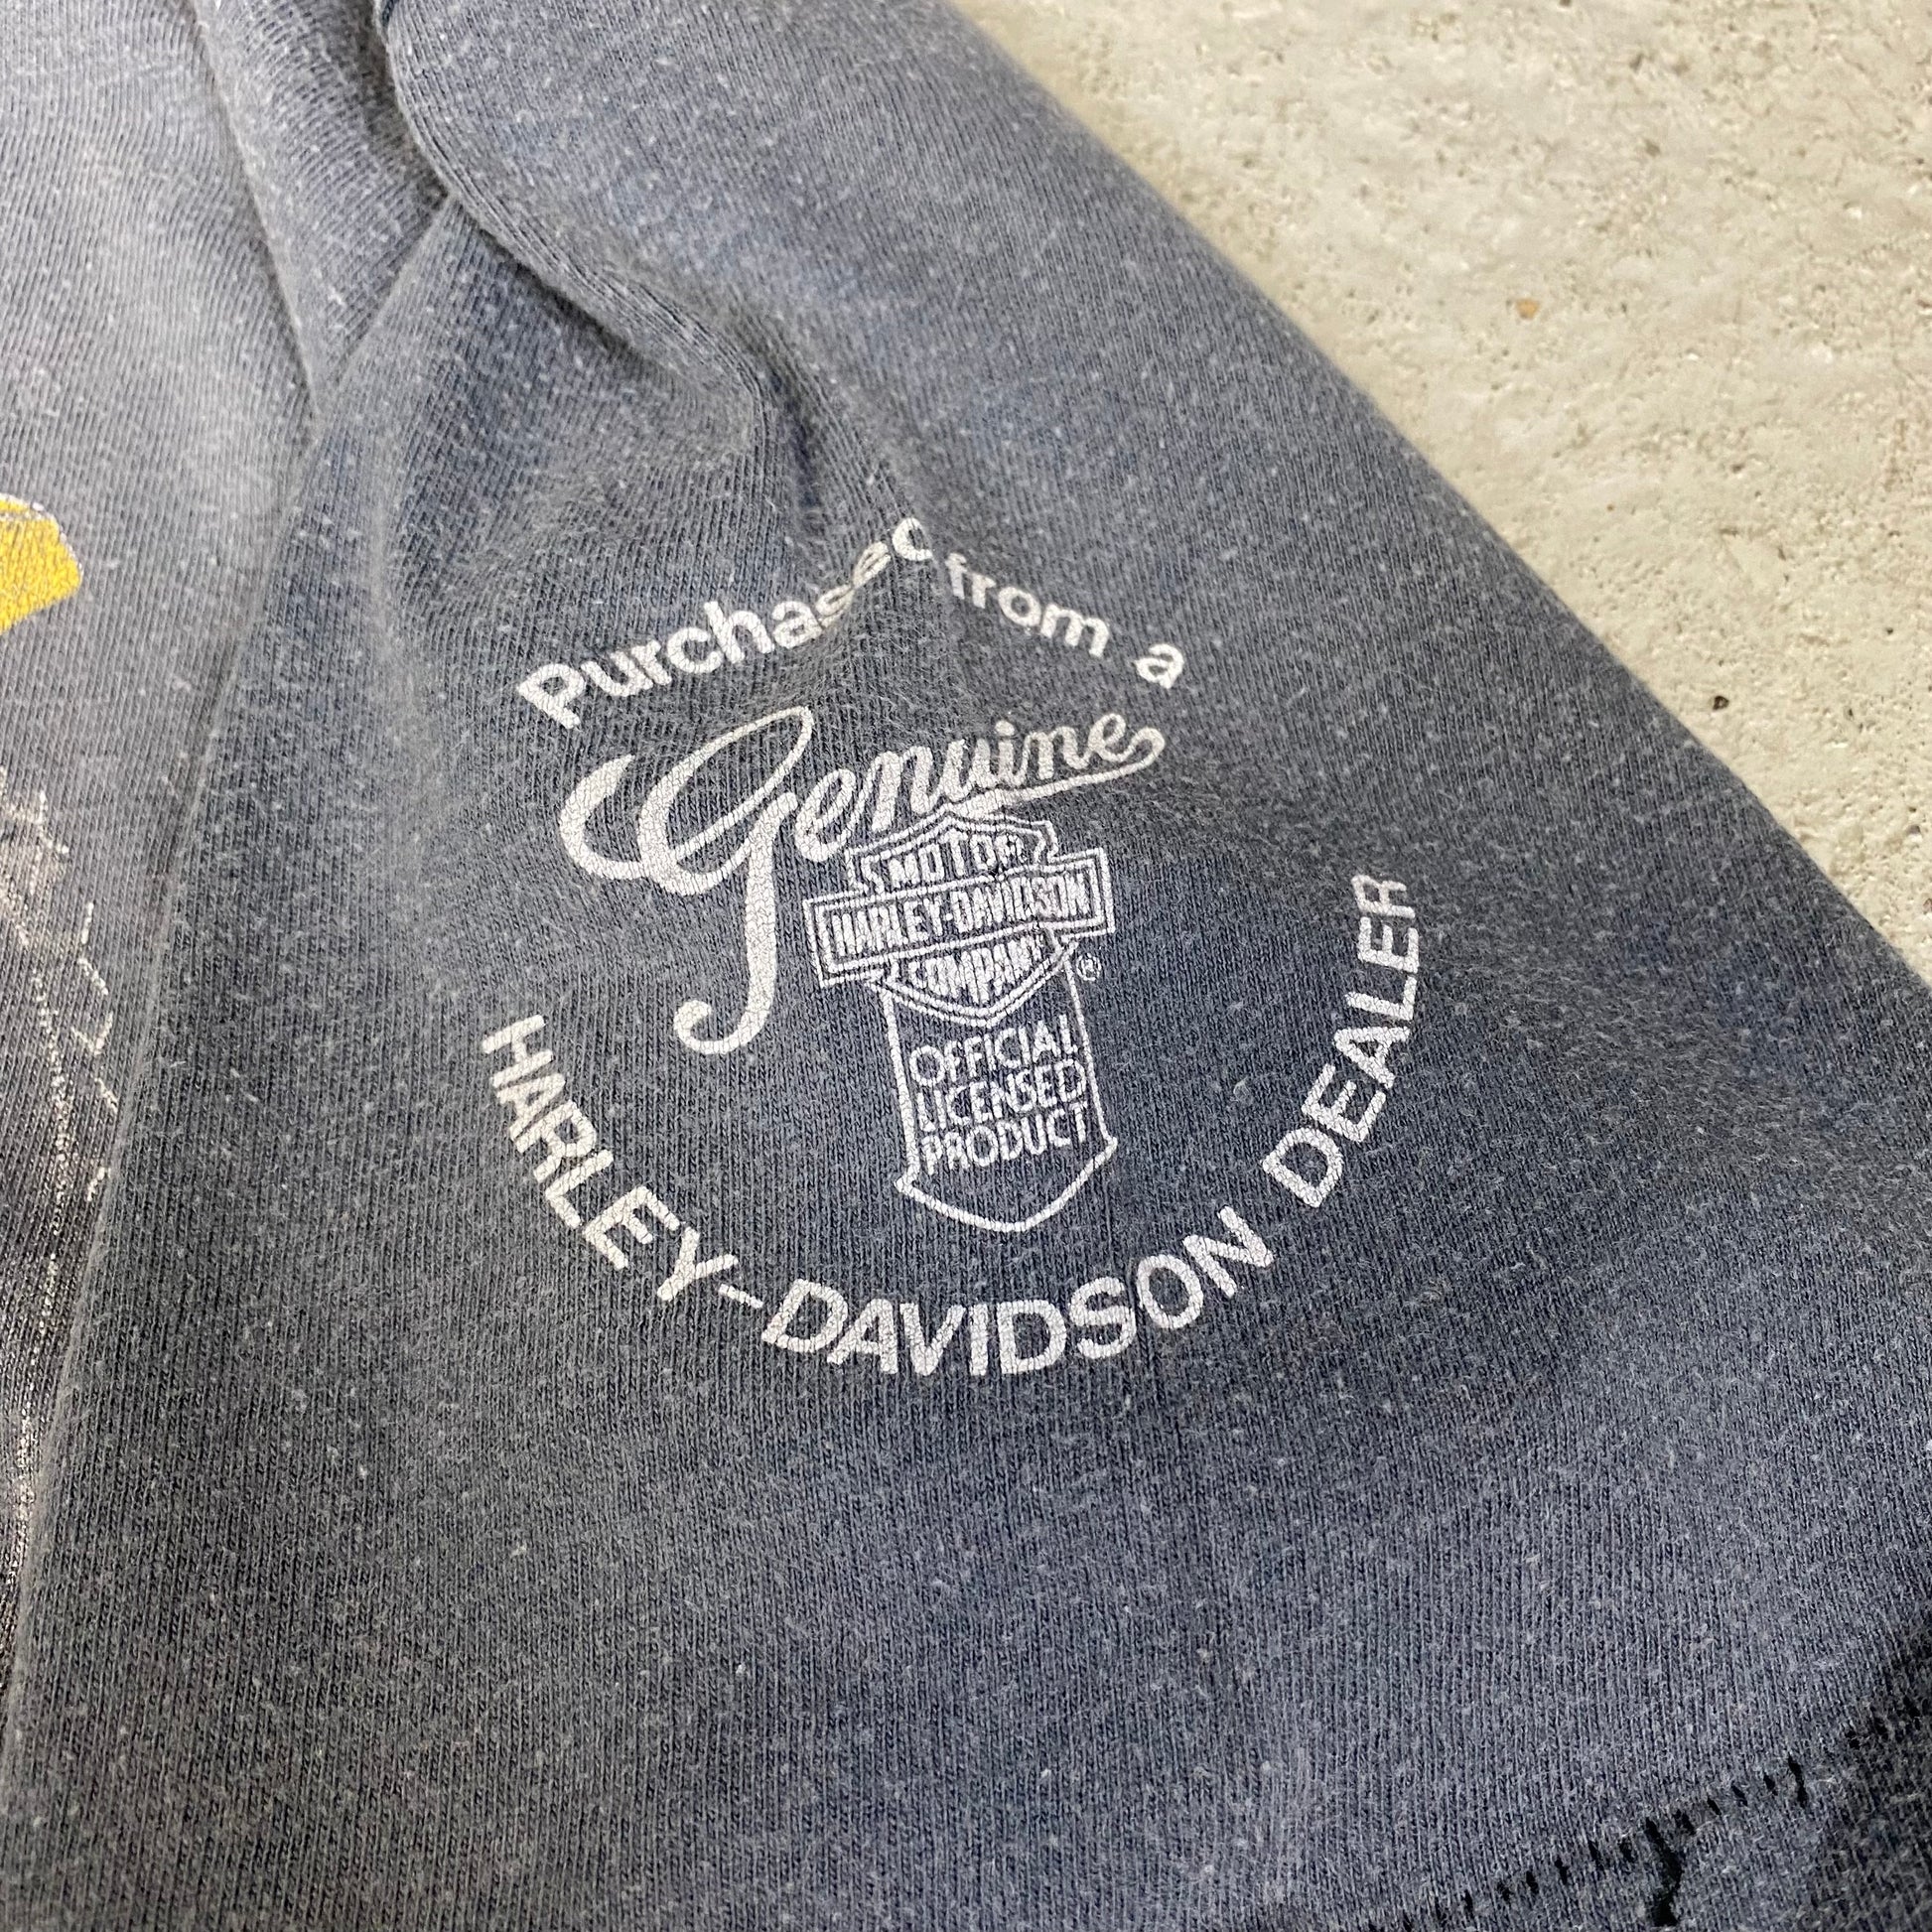 Purchased from a
Genuine
MOTOR
HARLEY-DAVIDSON
COMPANY
®
OFFICIAL
LICENSED
PRODUCT
HARLEY-DAVIDSON DEALER